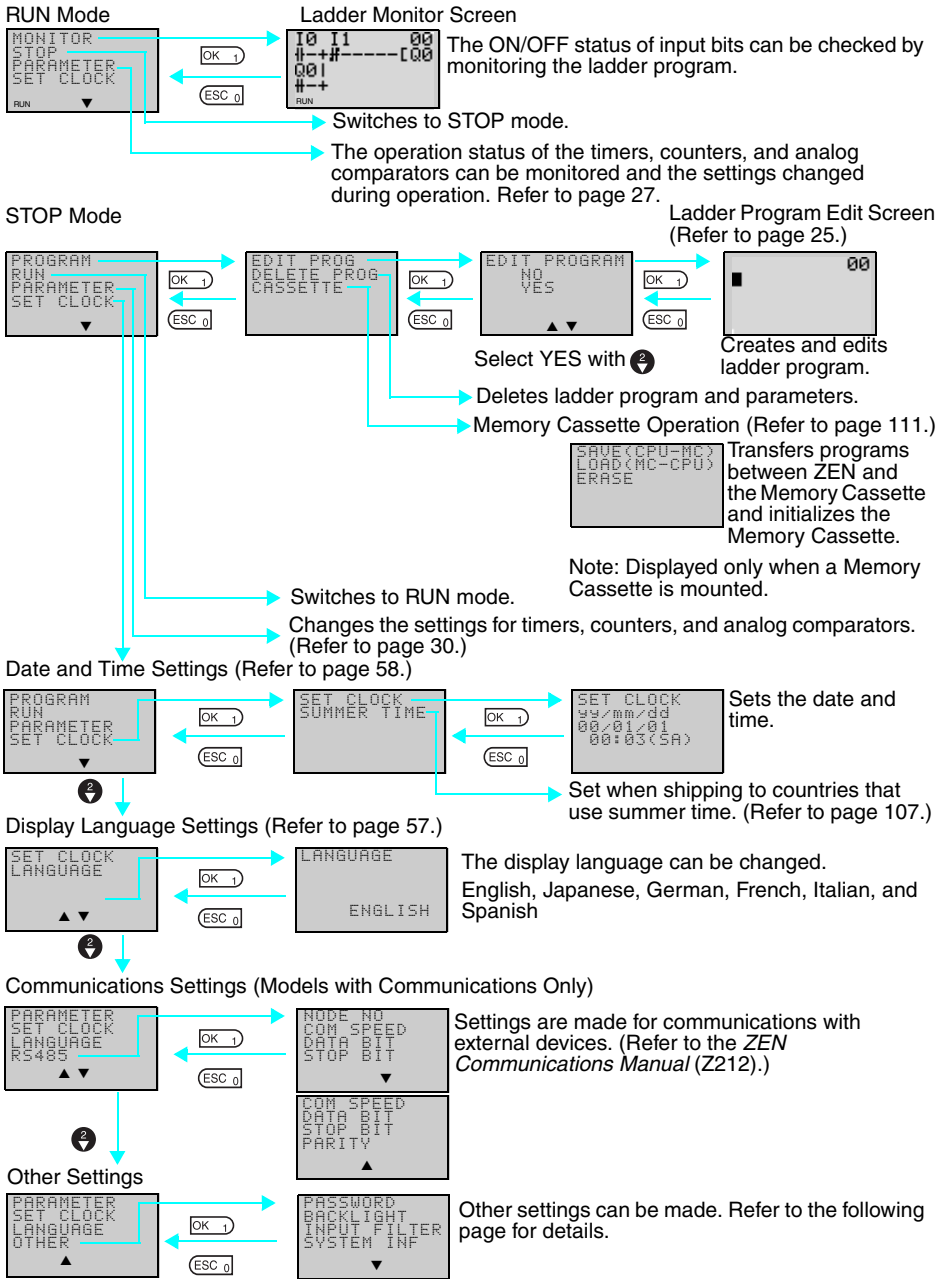 RUN Mode
Ladder Monitor Screen
MONITOR
STOP
PARAMETER
SET CLOCK
RUN ▼
OK 1
ESC 0
I0 I1 00
#-+#------[Q0
Q0|
#-+
RUN
The ON/OFF status of input bits can be checked by
monitoring the ladder program.
Switches to STOP mode.
The operation status of the timers, counters, and analog
comparators can be monitored and the settings changed
during operation. Refer to page 27.
STOP Mode
Ladder Program Edit Screen
(Refer to page 25.)
PROGRAM
RUN
PARAMETER
SET CLOCK
▼
OK 1
ESC 0
EDIT PROG
DELETE PROG
CASSETTE
OK 1
ESC 0
EDIT PROGRAM
NO
YES
▲ ▼
OK 1
ESC 0
00
Select YES with 2
Creates and edits
ladder program.
Deletes ladder program and parameters.
Memory Cassette Operation (Refer to page 111.)
SAVE(CPU-MC)
LOAD(MC-CPU)
ERASE
Transfers programs
between ZEN and
the Memory Cassette
and initializes the
Memory Cassette.
Note: Displayed only when a Memory
Cassette is mounted.
Switches to RUN mode.
Changes the settings for timers, counters, and analog comparators.
(Refer to page 30.)
Date and Time Settings (Refer to page 58.)
PROGRAM
RUN
PARAMETER
SET CLOCK
▼
OK 1
ESC 0
SET CLOCK
SUMMER TIME
OK 1
ESC 0
SET CLOCK
yy/mm/dd
00/01/01
00:03(SA)
Sets the date and
time.
2
Set when shipping to countries that
use summer time. (Refer to page 107.)
Display Language Settings (Refer to page 57.)
SET CLOCK
LANGUAGE
▲ ▼
OK 1
ESC 0
LANGUAGE
ENGLISH
The display language can be changed.
English, Japanese, German, French, Italian, and
Spanish
2
Communications Settings (Models with Communications Only)
PARAMETER
SET CLOCK
LANGUAGE
RS485
▲ ▼
OK 1
ESC 0
NODE NO
COM SPEED
DATA BIT
STOP BIT
▼
Settings are made for communications with
external devices. (Refer to the ZEN
Communications Manual (Z212).)
COM SPEED
DATA BIT
STOP BIT
PARITY
▲
2
Other Settings
PARAMETER
SET CLOCK
LANGUAGE
OTHER
▲
OK 1
ESC 0
PASSWORD
BACKLIGHT
INPUT FILTER
SYSTEM INF
▼
Other settings can be made. Refer to the following
page for details.